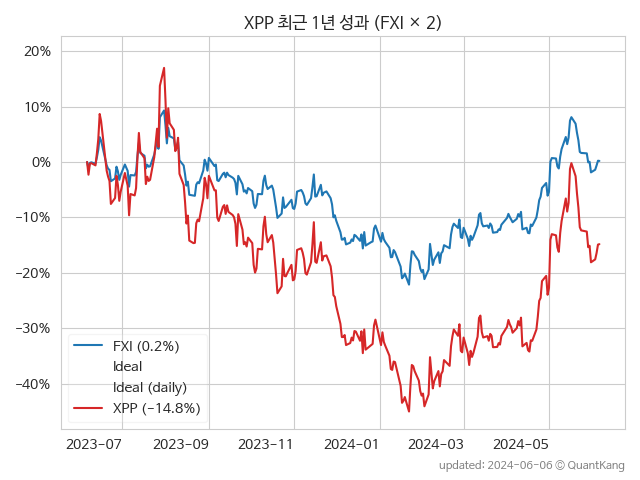 XPP 최근 1년 성과 (FXI × 2)
20%
10%
0%
−10%
−20%
−30%
−40%
FXI (0.2%)
Ideal
Ideal (daily)
XPP (−14.8%)
2023-07
2023-09
2023-11
2024-01
2024-03
2024-05
updated: 2024-06-06 © QuantKang